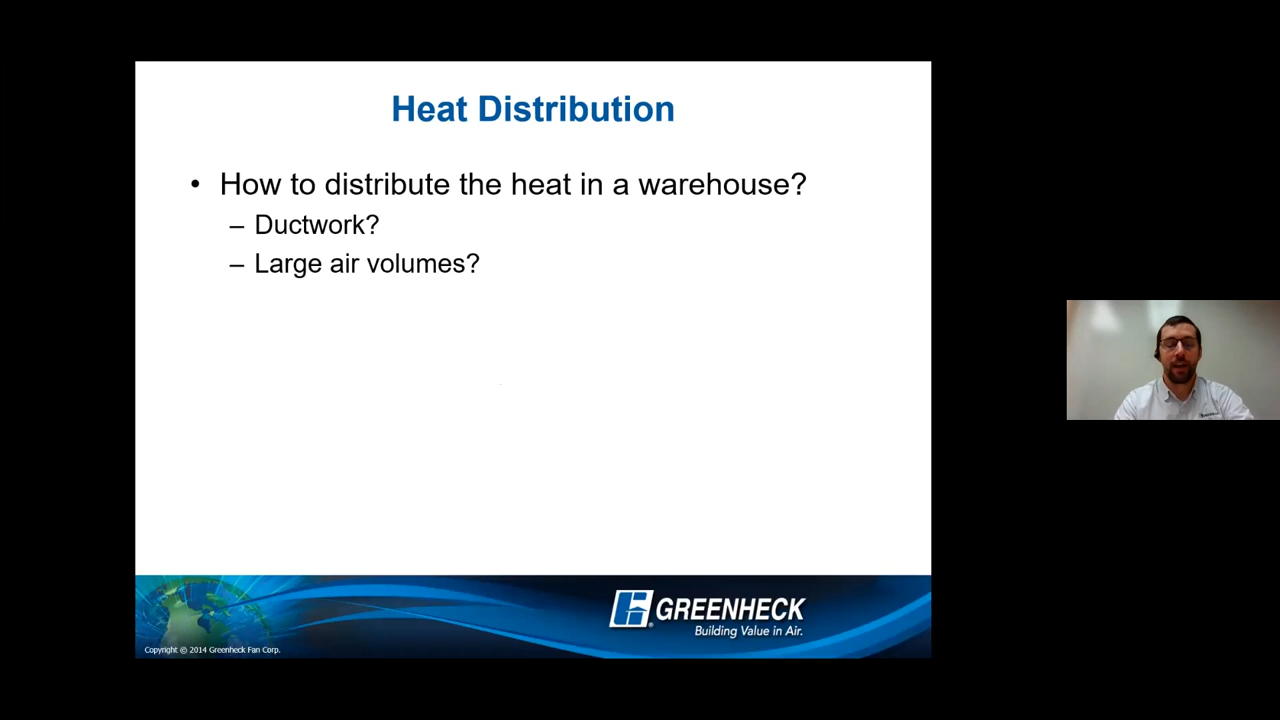 Heat Distribution
• How to distribute the heat in a warehouse?
– Ductwork?
– Large air volumes?
GREENHECK
Building Value in Air.
Copyright © 2014 Greenheck Fan Corp.